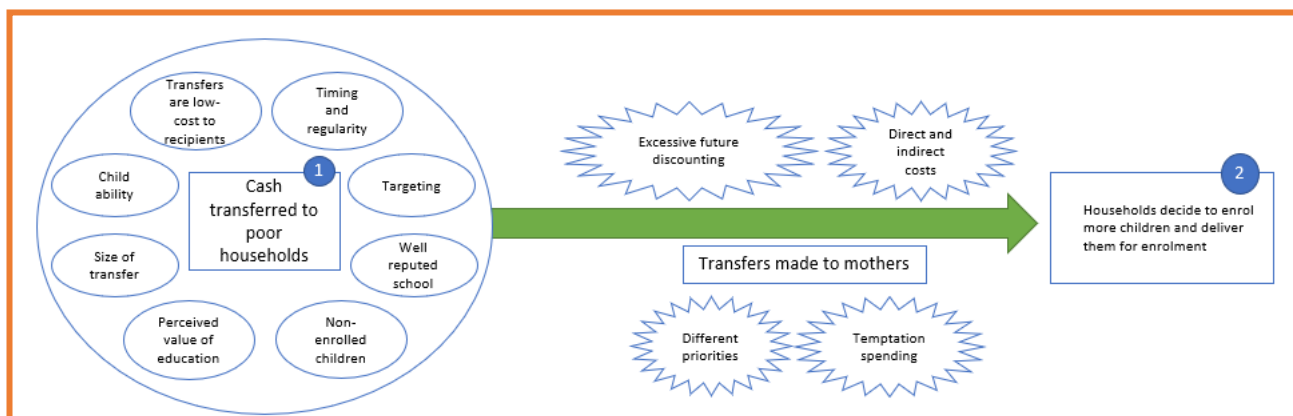 Transfers
are low-
cost to
recipients
Timing
and
regularity
Child
ability
1
Cash
transferred to
poor
households
Targeting
Size of
transfer
Well
reputed
school
Perceived
value of
education
Non-
enrolled
children
Excessive future
discounting
Direct and
indirect
costs
Transfers made to mothers
Different
priorities
Temptation
spending
2
Households decide to enrol
more children and deliver
them for enrolment